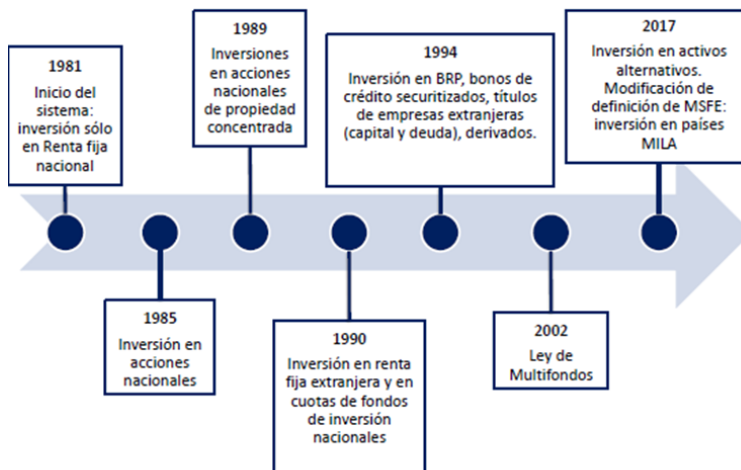 1981
Inicio del
sistema:
inversión sólo
en Renta fija
nacional
1985
Inversión en
acciones
nacionales
1989
Inversiones
en acciones
nacionales
de propiedad
concentrada
1990
Inversión en renta
fija extranjera y en
cuotas de fondos
de inversión
nacionales
1994
Inversión en BRP, bonos de
crédito securitizados, títulos
de empresas extranjeras
(capital y deuda), derivados.
2002
Ley de
Multifondos
2017
Inversión en activos
alternativos.
Modificación de
definición de MSFE:
inversión en países
MILA